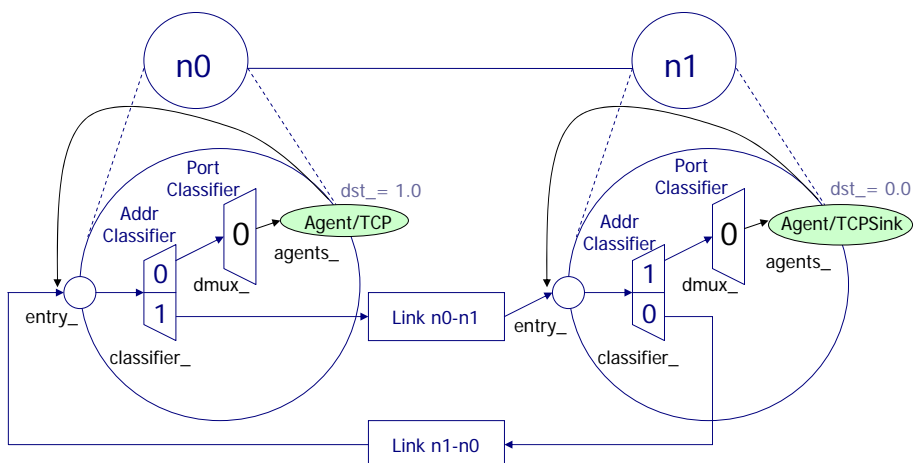 n0
n1
Port
Classifier
dst_= 1.0
Addr
Classifier
0
1
0
Agent/TCP
agents_
dmux_
entry_
classifier_
Link n0-n1
Port
Classifier
dst_= 0.0
Addr
Classifier
1
0
0
Agent/TCPSink
agents_
dmux_
entry_
classifier_
Link n1-n0